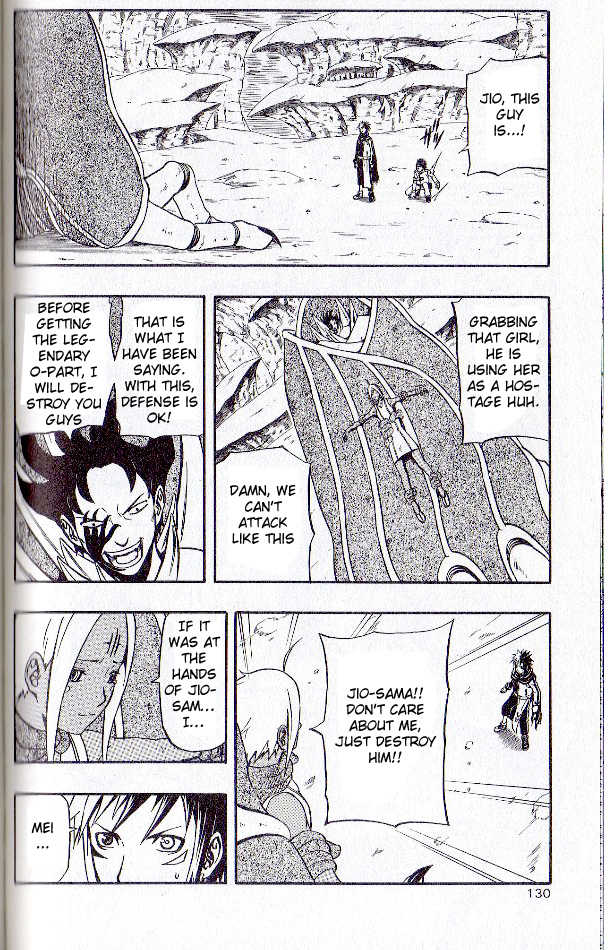 JIO, THIS
GUY
IS...!
GRABBING
THAT GIRL,
HE IS
USING HER
AS A HOS-
TAGE HUH.
DAMN, WE
CAN'T
ATTACK
LIKE THIS
THAT IS
WHAT I
HAVE BEEN
SAYING.
WITH THIS,
DEFENSE IS
OK!
BEFORE
GETTING
THE LEG-
ENDARY
O-PART, I
WILL DE-
STROY YOU
GUYS
JIO-SAMA!!
DON'T CARE
ABOUT ME,
JUST DESTROY
HIM!!
IF IT
WAS AT
THE
HANDS
OF JIO-
SAM...
I...
MEI
...
130